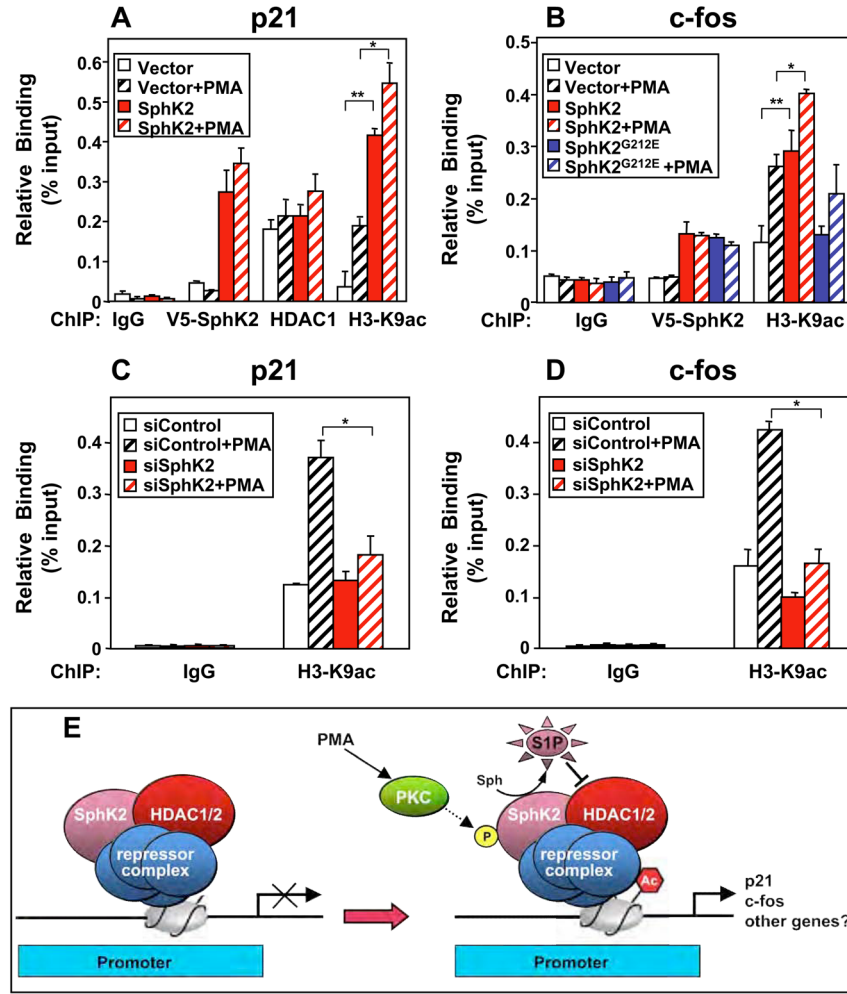 A p21
Relative Binding
(% input)
0.6
0.5
0.4
0.3
0.2
0.1
0
Vector
Vector+PMA
SphK2
SphK2+PMA
**
*
ChIP: IgG V5-SphK2 HDAC1 H3-K9ac
B c-fos
Relative Binding
(% input)
0.5
0.4
0.3
0.2
0.1
0
Vector
Vector+PMA
SphK2
SphK2+PMA
SphK2G212E
SphK2G212E +PMA
**
*
ChIP: IgG V5-SphK2 H3-K9ac
C p21
Relative Binding
(% input)
0.4
0.3
0.2
0.1
0
siControl
siControl+PMA
siSphK2
siSphK2+PMA
*
ChIP: IgG H3-K9ac
D c-fos
Relative Binding
(% input)
0.4
0.3
0.2
0.1
0
siControl
siControl+PMA
siSphK2
siSphK2+PMA
*
ChIP: IgG H3-K9ac
E
SphK2 HDAC1/2
repressor
complex
Promoter
PMA
PKC
P
Sph
S1P
SphK2 HDAC1/2
repressor
complex
Ac
p21
c-fos
other genes?
Promoter